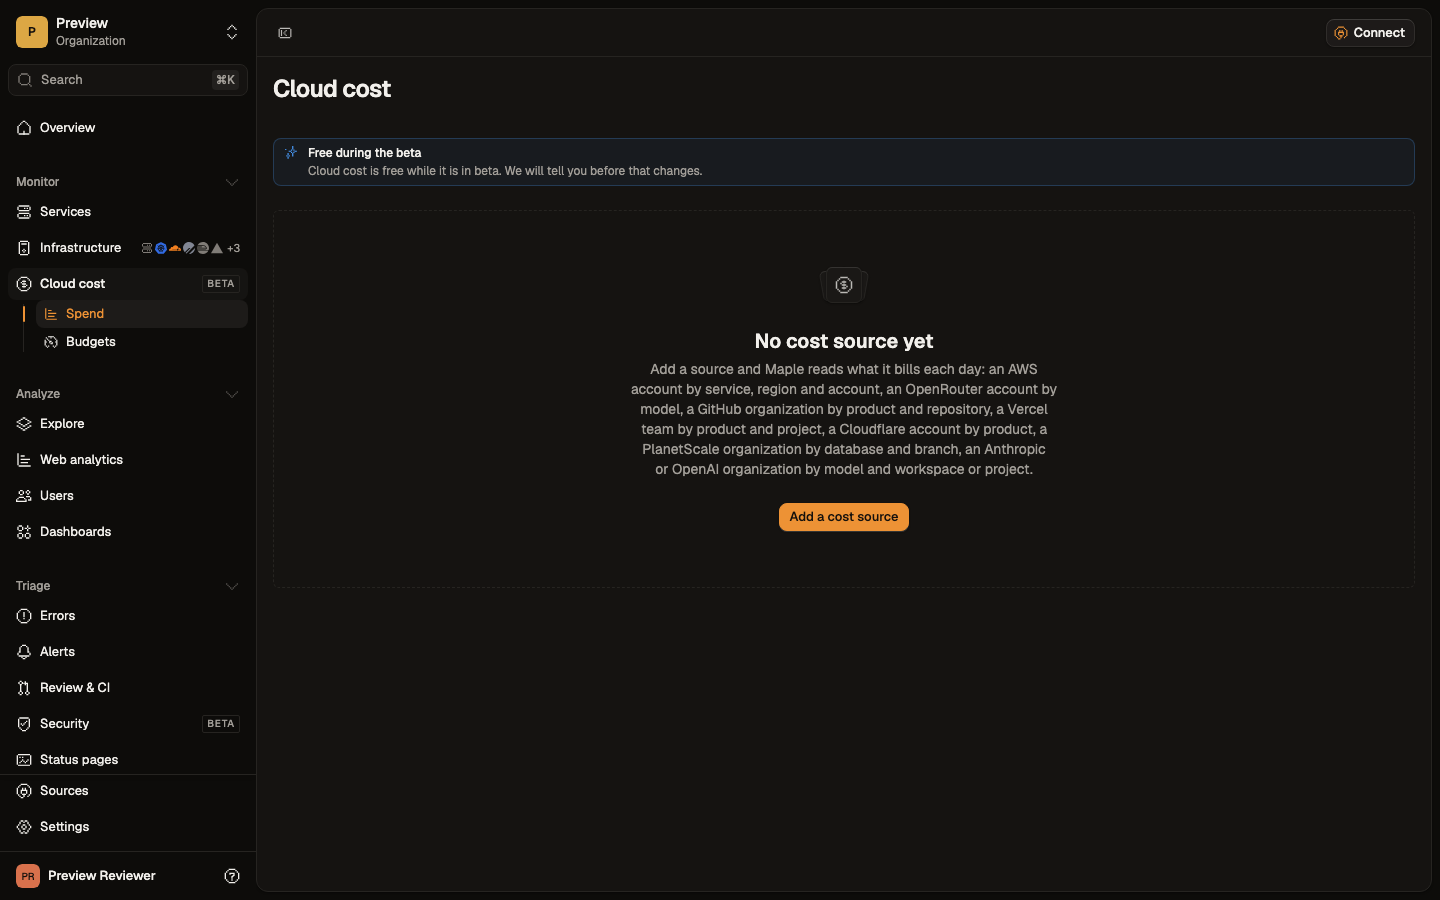 P
Preview
Organization
Search
⌘K
Overview
Monitor
Services
Infrastructure
+3
Cloud cost
BETA
Spend
Budgets
Analyze
Explore
Web analytics
Users
Dashboards
Triage
Errors
Alerts
Review & CI
Security
BETA
Status pages
Sources
Settings
PR
Preview Reviewer
Connect
Cloud cost
Free during the beta
Cloud cost is free while it is in beta. We will tell you before that changes.
No cost source yet
Add a source and Maple reads what it bills each day: an AWS
account by service, region and account, an OpenRouter account by
model, a GitHub organization by product and repository, a Vercel
team by product and project, a Cloudflare account by product, a
PlanetScale organization by database and branch, an Anthropic
or OpenAI organization by model and workspace or project.
Add a cost source